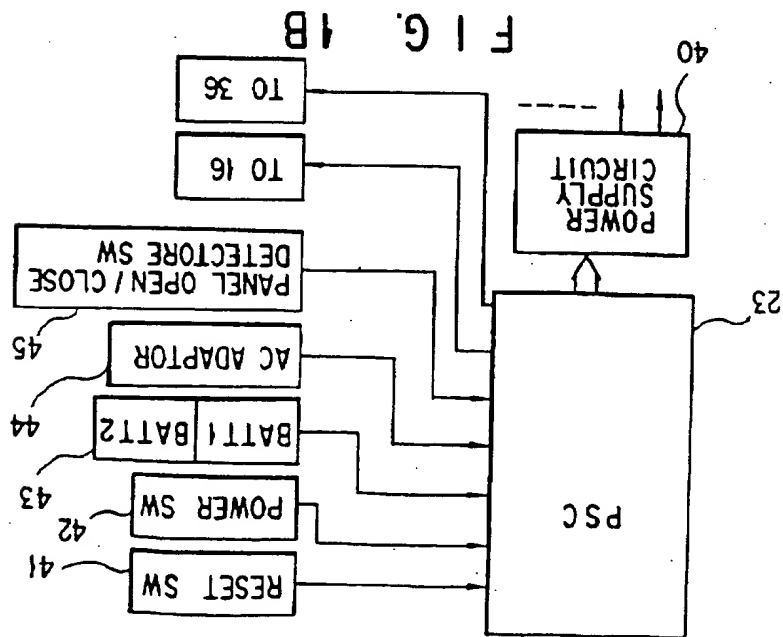 RESET SW
41
POWER SW
42
PSC
BATT1
BATT2
43
AC ADAPTOR
44
23
PANEL OPEN / CLOSE
DETECTORE SW
45
POWER
SUPPLY
CIRCUIT
TO 16
TO 36
40
FIG. 1B